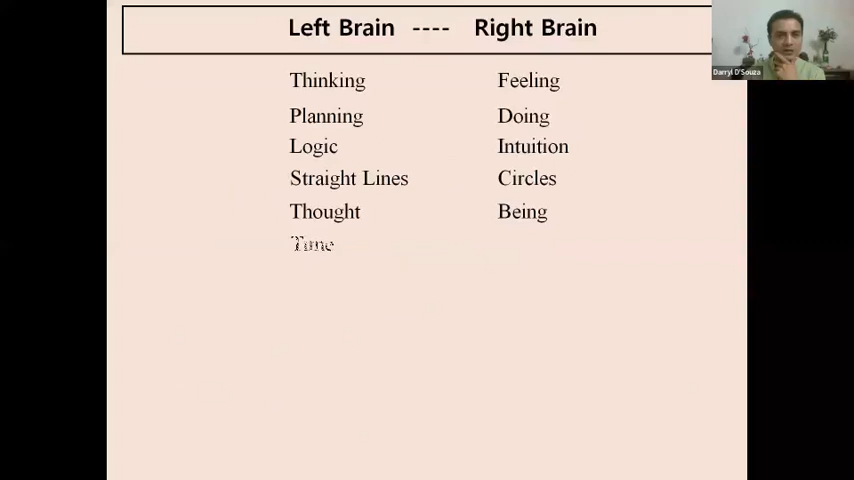 Left Brain ---- Right Brain
Darryl D'Souza
Thinking Feeling
Planning Doing
Logic Intuition
Straight Lines Circles
Thought Being
Time